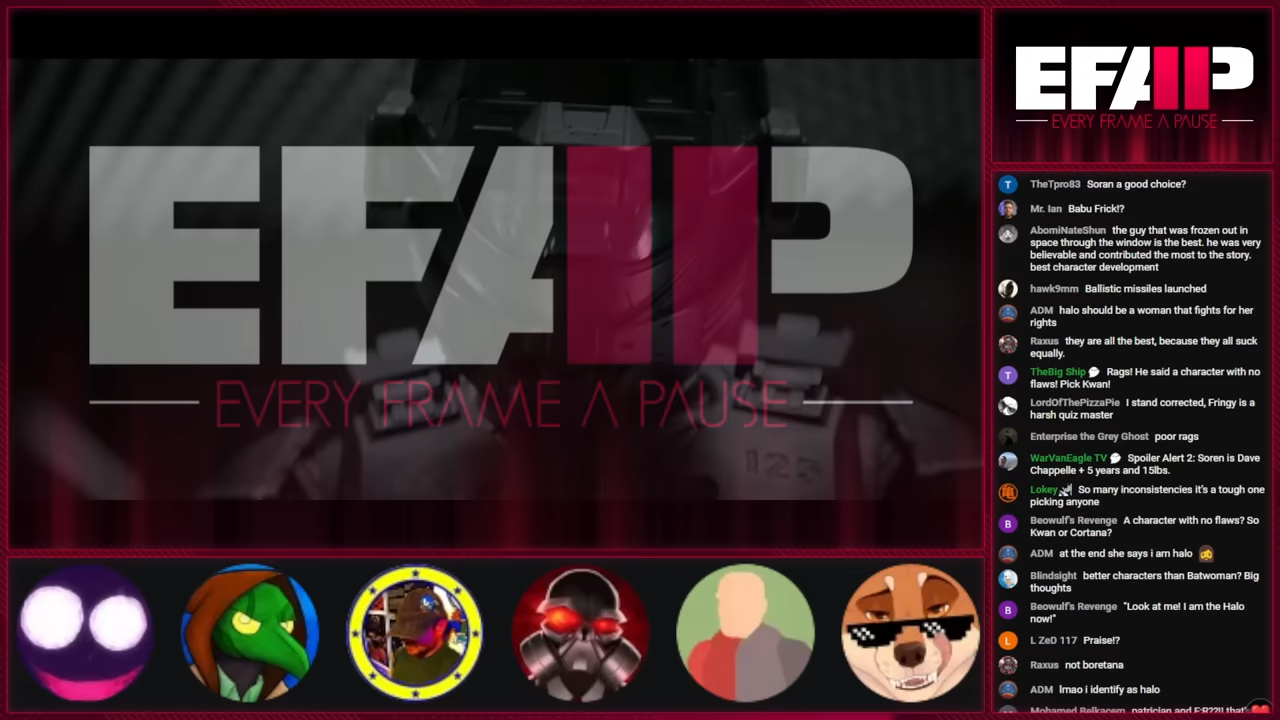 EFAP
EVERY FRAME A PAUSE
125
EFAP
EVERY FRAME A PAUSE
T
TheTpro83 Soran a good choice?
Mr. Ian Babu Frick!?
AbomiNateShun the guy that was frozen out in
space through the window is the best. he was very
believable and contributed the most to the story.
best character development
hawk9mm Ballistic missiles launched
ADM halo should be a woman that fights for her
rights
Raxus they are all the best, because they all suck
equally.
T
TheBig Ship Rags! He said a character with no
flaws! Pick Kwan!
LordOfThePizzaPie I stand corrected, Fringy is a
harsh quiz master
Enterprise the Grey Ghost poor rags
WarVanEagle TV Spoiler Alert 2: Soren is Dave
Chappelle + 5 years and 15lbs.
Lokey So many inconsistencies it's a tough one
picking anyone
B
Beowulf's Revenge A character with no flaws? So
Kwan or Cortana?
ADM at the end she says i am halo
Blindsight better characters than Batwoman? Big
thoughts
B
Beowulf's Revenge "Look at me! I am the Halo
now!"
L
L ZeD 117 Praise!?
Raxus not boretana
ADM lmao i identify as halo
Mohamed Belkacem patrician and F:R??!! that's